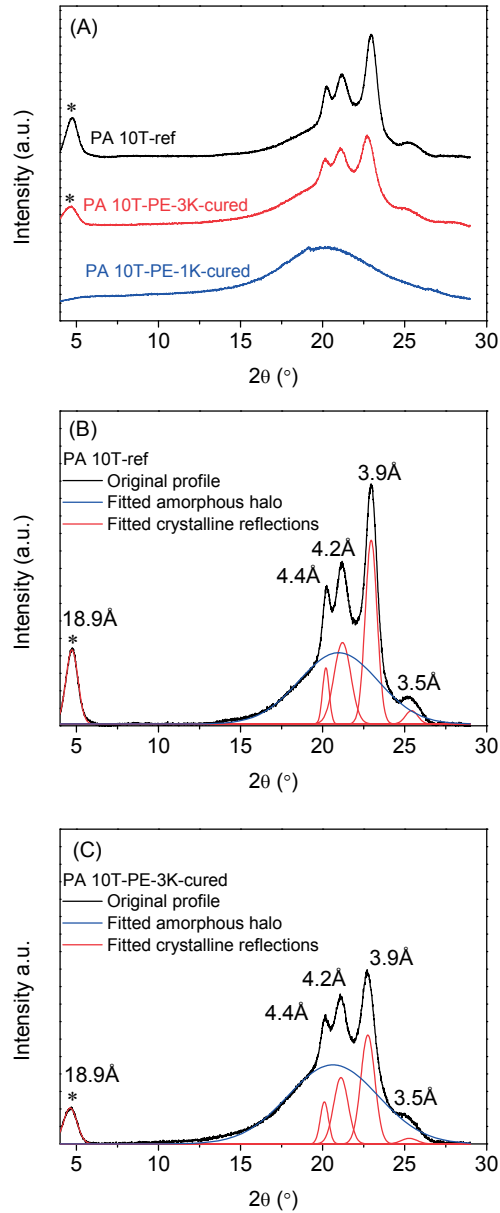 (A)
*
PA 10T-ref
*
PA 10T-PE-3K-cured
PA 10T-PE-1K-cured
Intensity (a.u.)
5 10 15 20 25 30
2θ (°)
(B)
PA 10T-ref
Original profile
Fitted amorphous halo
Fitted crystalline reflections
3.9Å
4.2Å
4.4Å
18.9Å
*
3.5Å
Intensity (a.u.)
5 10 15 20 25 30
2θ (°)
(C)
PA 10T-PE-3K-cured
Original profile
Fitted amorphous halo
Fitted crystalline reflections
3.9Å
4.2Å
4.4Å
18.9Å
*
3.5Å
Intensity a.u.
5 10 15 20 25 30
2θ (°)